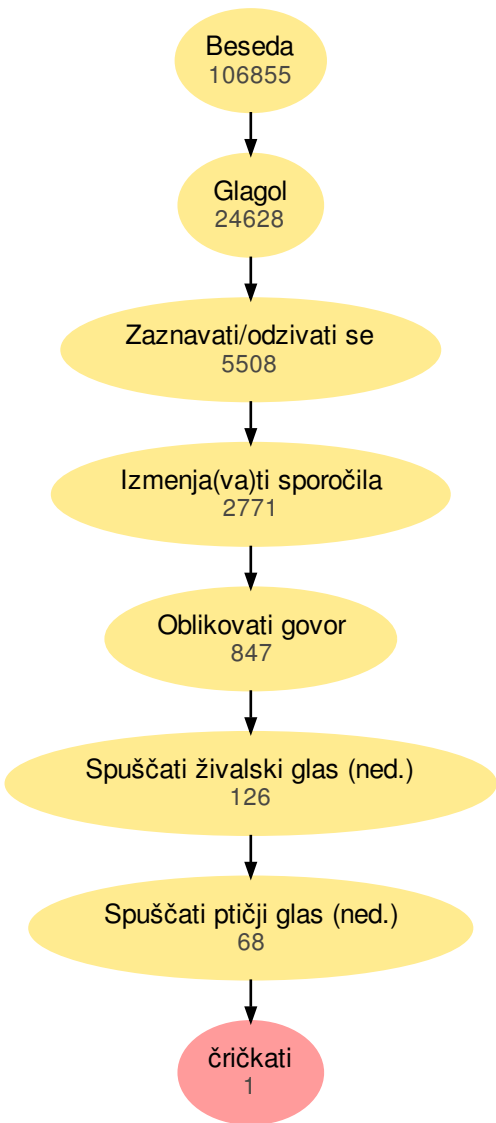 Beseda
106855
Glagol
24628
Zaznavati/odzivati se
5508
Izmenja(va)ti sporočila
2771
Oblikovati govor
847
Spuščati živalski glas (ned.)
126
Spuščati ptičji glas (ned.)
68
čričkati
1